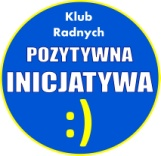 Klub
Radnych
POZYTYWNA
INICJATYWA
:)